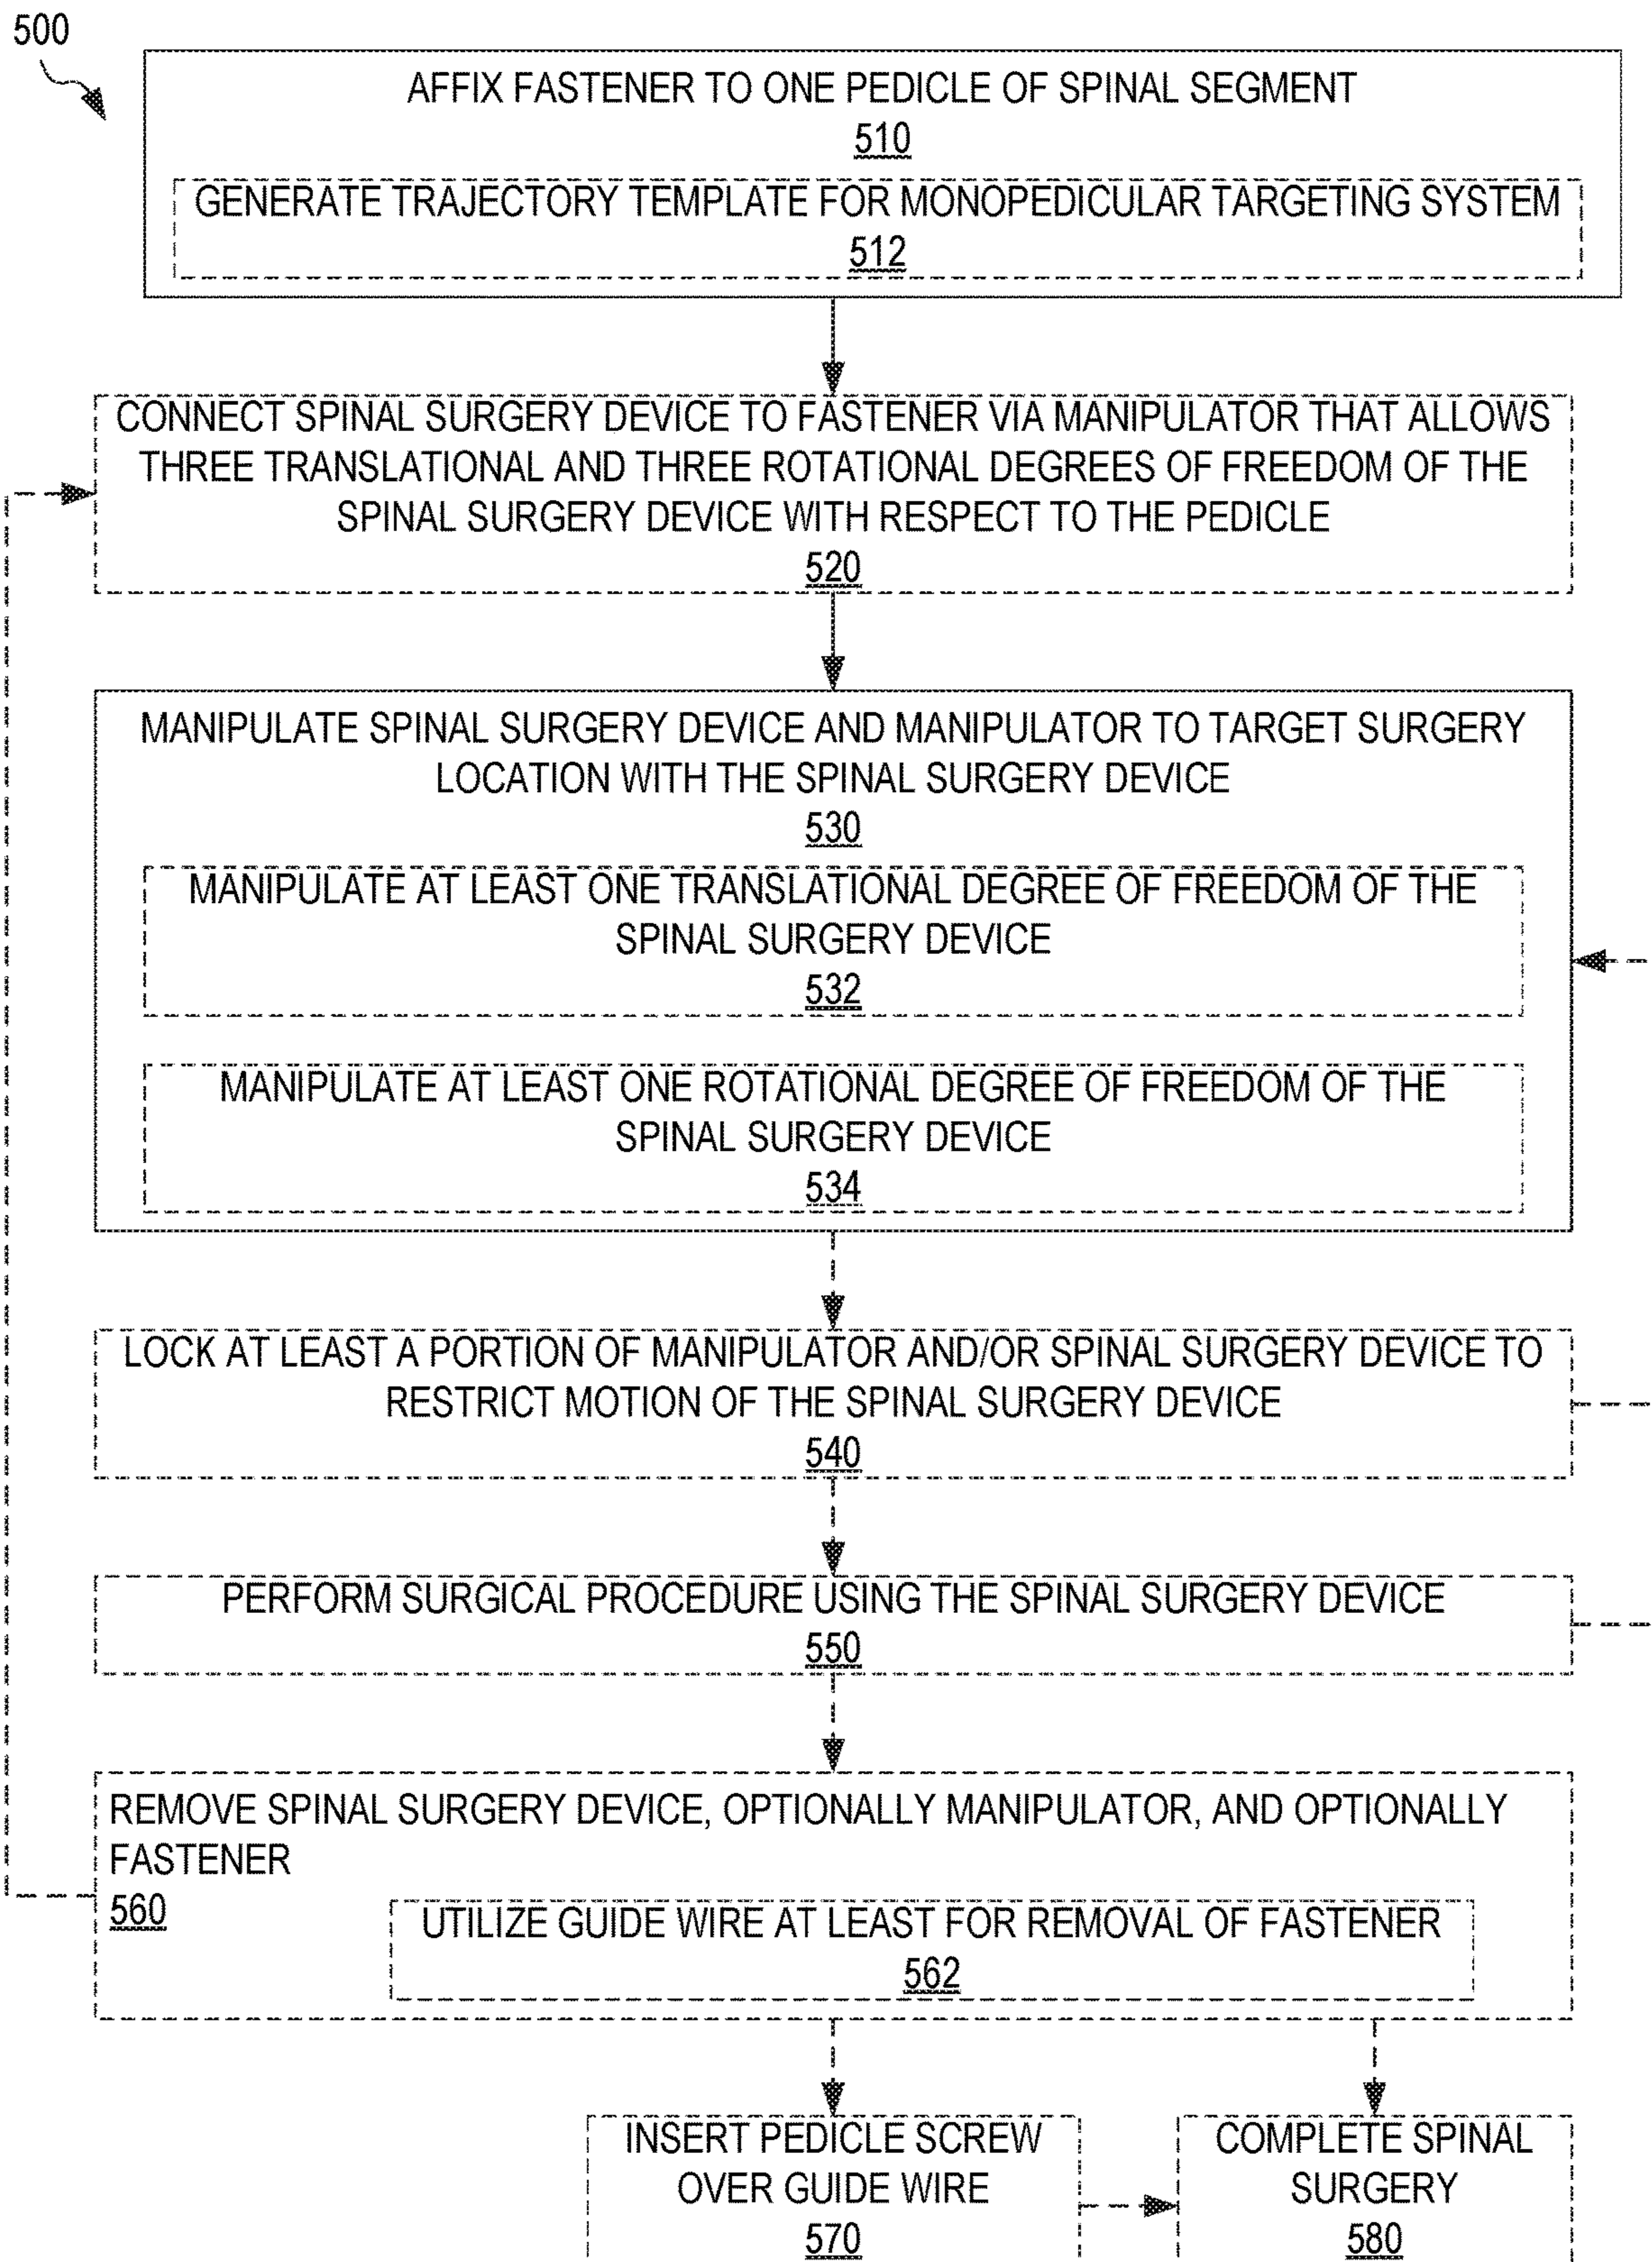 500
AFFIX FASTENER TO ONE PEDICLE OF SPINAL SEGMENT
510
GENERATE TRAJECTORY TEMPLATE FOR MONOPEDICULAR TARGETING SYSTEM
512
CONNECT SPINAL SURGERY DEVICE TO FASTENER VIA MANIPULATOR THAT ALLOWS
THREE TRANSLATIONAL AND THREE ROTATIONAL DEGREES OF FREEDOM OF THE
SPINAL SURGERY DEVICE WITH RESPECT TO THE PEDICLE
520
MANIPULATE SPINAL SURGERY DEVICE AND MANIPULATOR TO TARGET SURGERY
LOCATION WITH THE SPINAL SURGERY DEVICE
530
MANIPULATE AT LEAST ONE TRANSLATIONAL DEGREE OF FREEDOM OF THE
SPINAL SURGERY DEVICE
532
MANIPULATE AT LEAST ONE ROTATIONAL DEGREE OF FREEDOM OF THE
SPINAL SURGERY DEVICE
534
LOCK AT LEAST A PORTION OF MANIPULATOR AND/OR SPINAL SURGERY DEVICE TO
RESTRICT MOTION OF THE SPINAL SURGERY DEVICE
540
PERFORM SURGICAL PROCEDURE USING THE SPINAL SURGERY DEVICE
550
REMOVE SPINAL SURGERY DEVICE, OPTIONALLY MANIPULATOR, AND OPTIONALLY
FASTENER
560
UTILIZE GUIDE WIRE AT LEAST FOR REMOVAL OF FASTENER
562
INSERT PEDICLE SCREW
OVER GUIDE WIRE
570
COMPLETE SPINAL
SURGERY
580